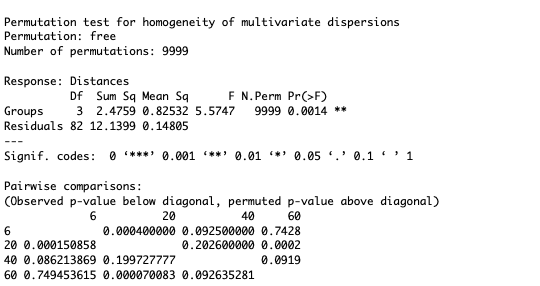 Permutation test for homogeneity of multivariate dispersions
Permutation: free
Number of permutations: 9999
Response: Distances
Df Sum Sq Mean Sq F N.Perm Pr(>F)
Groups 3 2.4759 0.82532 5.5747 9999 0.0014 **
Residuals 82 12.1399 0.14805
---
Signif. codes: 0 ‘***’ 0.001 ‘**’ 0.01 ‘*’ 0.05 ‘.’ 0.1 ‘ ’ 1
Pairwise comparisons:
(Observed p-value below diagonal, permuted p-value above diagonal)
6 20 40 60
6 0.000400000 0.092500000 0.7428
20 0.000150858 0.202600000 0.0002
40 0.086213869 0.199727777 0.0919
60 0.749453615 0.000070083 0.092635281